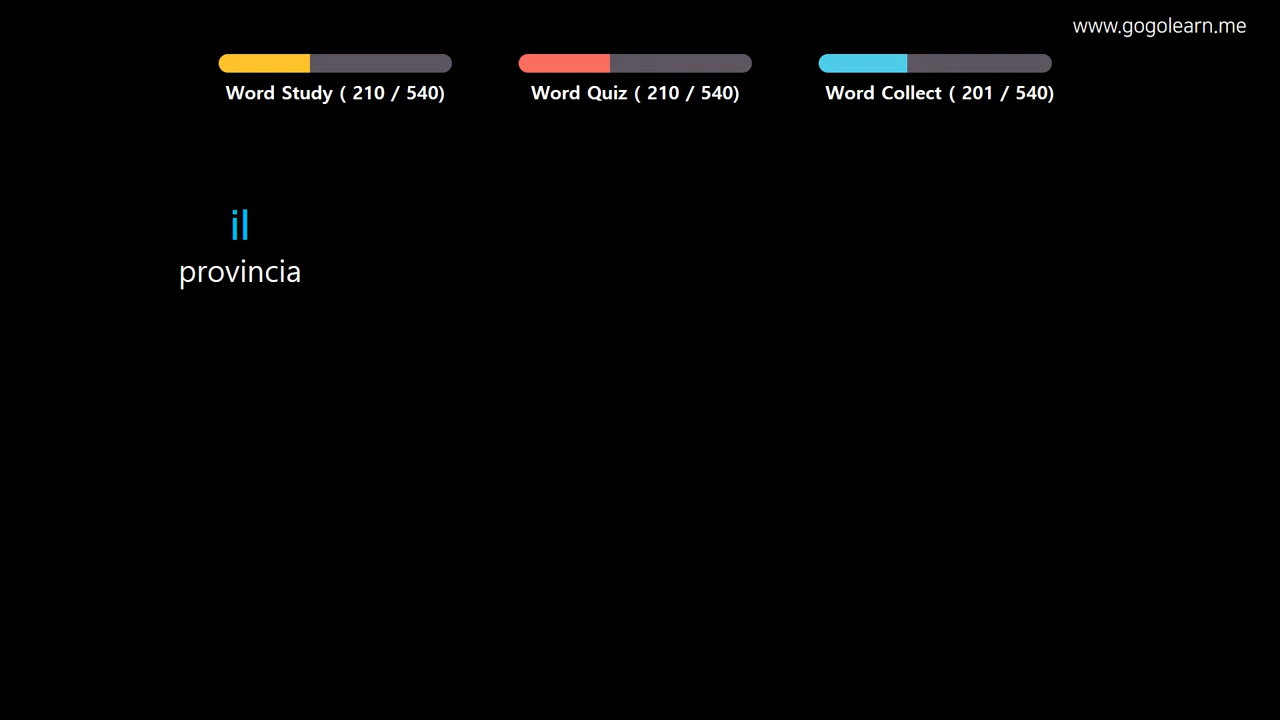 www.gogolearn.me
Word Study ( 210 / 540)
Word Quiz ( 210 / 540)
Word Collect ( 201 / 540)
il
provincia